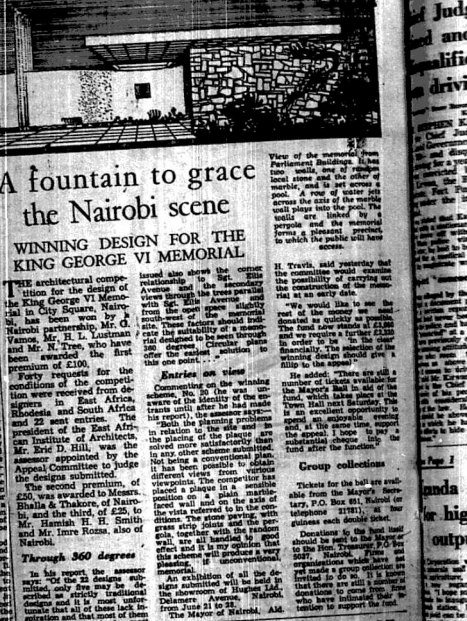 A fountain to grace
the Nairobi scene
WINNING DESIGN FOR THE
KING GEORGE VI MEMORIAL
View of the memorial from
Parliament Buildings. It has
two walls, one of random
local stone and the other of
marble, and is set across a
pool. A row of water jets
across the axis of the marble
wall plays into the pool. The
walls are linked by a
pergola and the memorial
forms a pleasant precinct,
to which the public will have
access.
THE architectural compe-
tition for the design of
the King George VI Memo-
rial in City Square, Nairo-
bi, has been won by a
Nairobi partnership, Mr. G.
Vamos, Mr. H. L. Lustman
and Mr. N. Tree, who have
been awarded the first
premium of £100.
Forty requests for the
conditions of the competi-
tion were received from de-
signers in East Africa,
Rhodesia and South Africa
and 22 sent entries. The
president of the East Afri-
can Institute of Architects,
Mr. Eric D. Hill, was the
assessor appointed by the
Appeal Committee to judge
the designs submitted.
The second premium, of
£50, was awarded to Messrs.
Bhalla & Thakore, of Nairo-
bi, and the third, of £25, to
Mr. Hamish H. H. Smith
and Mr. Imre Rozsa, also of
Nairobi.
Through 360 degrees
In his report, the assessor
says: "Of the 22 designs sub-
mitted, only five may be de-
scribed as strictly traditional
designs and it is most unfor-
tunate that all of these lack in-
spiration and that most of them
issued also shows the corner
relationship to Sgt. Ellis
Avenue and the secondary
views through the trees parallel
with Sgt. Ellis Avenue and
from the open space slightly
south-west of the memorial
site. These factors should indi-
cate the suitability of a memo-
rial designed to be seen through
360 degrees. Circular plans
offer the easiest solution to
this one point . . ."
Entries on view
Commenting on the winning
scheme, No. 20 (he was un-
aware of the identity of the en-
trants until after he had made
his report), the assessor says:—
"Both the planning problems
in relation to the site and in
the placing of the plaque are
solved more satisfactorily than
to any other scheme submitted.
Not being a conventional plan,
it has been possible to obtain
different views from various
viewpoints. The competitor has
placed the plaque in a sensible
position on a plain marble-
faced wall and on the axis of
the vista referred to in the con-
ditions. The stone paving, with
grass strip joints and the per-
gola, together with the random
wall are all handled to good
effect and it is my opinion that
this scheme will produce a very
pleasing, if unconventional,
memorial."
An exhibition of all the de-
signs submitted will be held in
the showroom of Hughes Ltd.,
Delamere Avenue, Nairobi,
from June 21 to 28.
The Mayor of Nairobi, Ald.
H. Travis, said yesterday that
the committee would examine
the possibility of carrying out
the construction of the memo-
rial at an early date.
"We would like to see the
rest of the money
donated as quickly as possible.
The fund now stands at £3,880
and we require a further £120
in order to be 'in the clear'
financially. The selection of the
winning design should give a
fillip to the appeal."
He added: "There are still a
number of tickets available for
the Mayor's Ball in aid of the
fund, which takes place at the
Town Hall next Saturday. This
is an excellent opportunity to
spend an enjoyable evening
and, at the same time, support
the appeal. I hope to pay a
substantial cheque into the
fund after the function."
Group collections
Tickets for the ball are avail-
able from the Mayor's Secre-
tary, P.O. Box 651, Nairobi (or
telephone 21781),
guineas each double ticket.
Donations to the fund itself
should be sent to the Mayor or
to the Hon. Treasurer, P.O. Box
2037, Nairobi. Firms and
organisations which have not
yet made a group collection are
invited to do so. It is known
that there are still a number of
donations to come from
who have intimated their in-
tention to support the fund.
Page 1